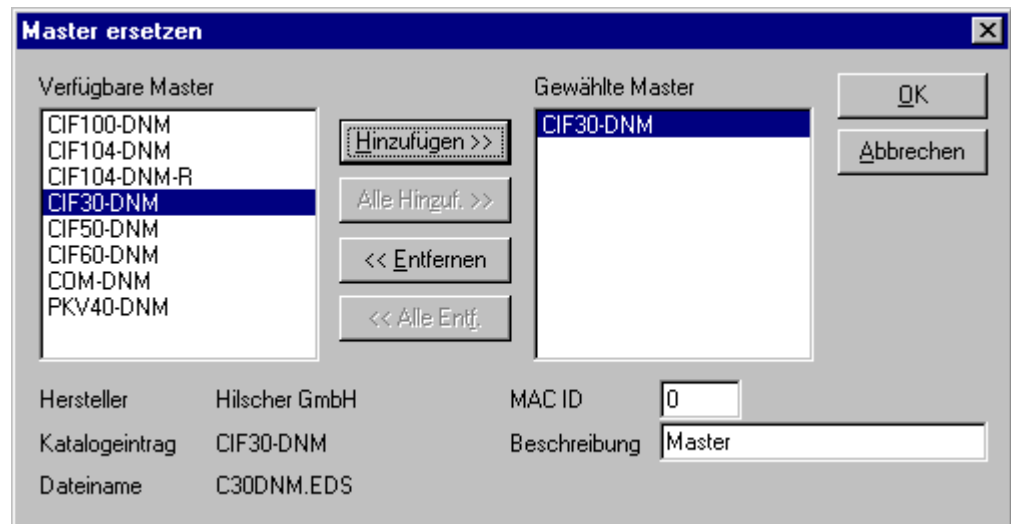 Master ersetzen
Verfügbare Master
CIF100-DNM
CIF104-DNM
CIF104-DNM-R
CIF30-DNM
CIF50-DNM
CIF60-DNM
COM-DNM
PKV40-DNM
Hinzufügen >>
Alle Hinzuf. >>
<< Entfernen
<< Alle Entf.
Gewählte Master
CIF30-DNM
OK
Abbrechen
Hersteller Hilscher GmbH
Katalogeintrag CIF30-DNM
Dateiname C30DNM.EDS
MAC ID 0
Beschreibung Master